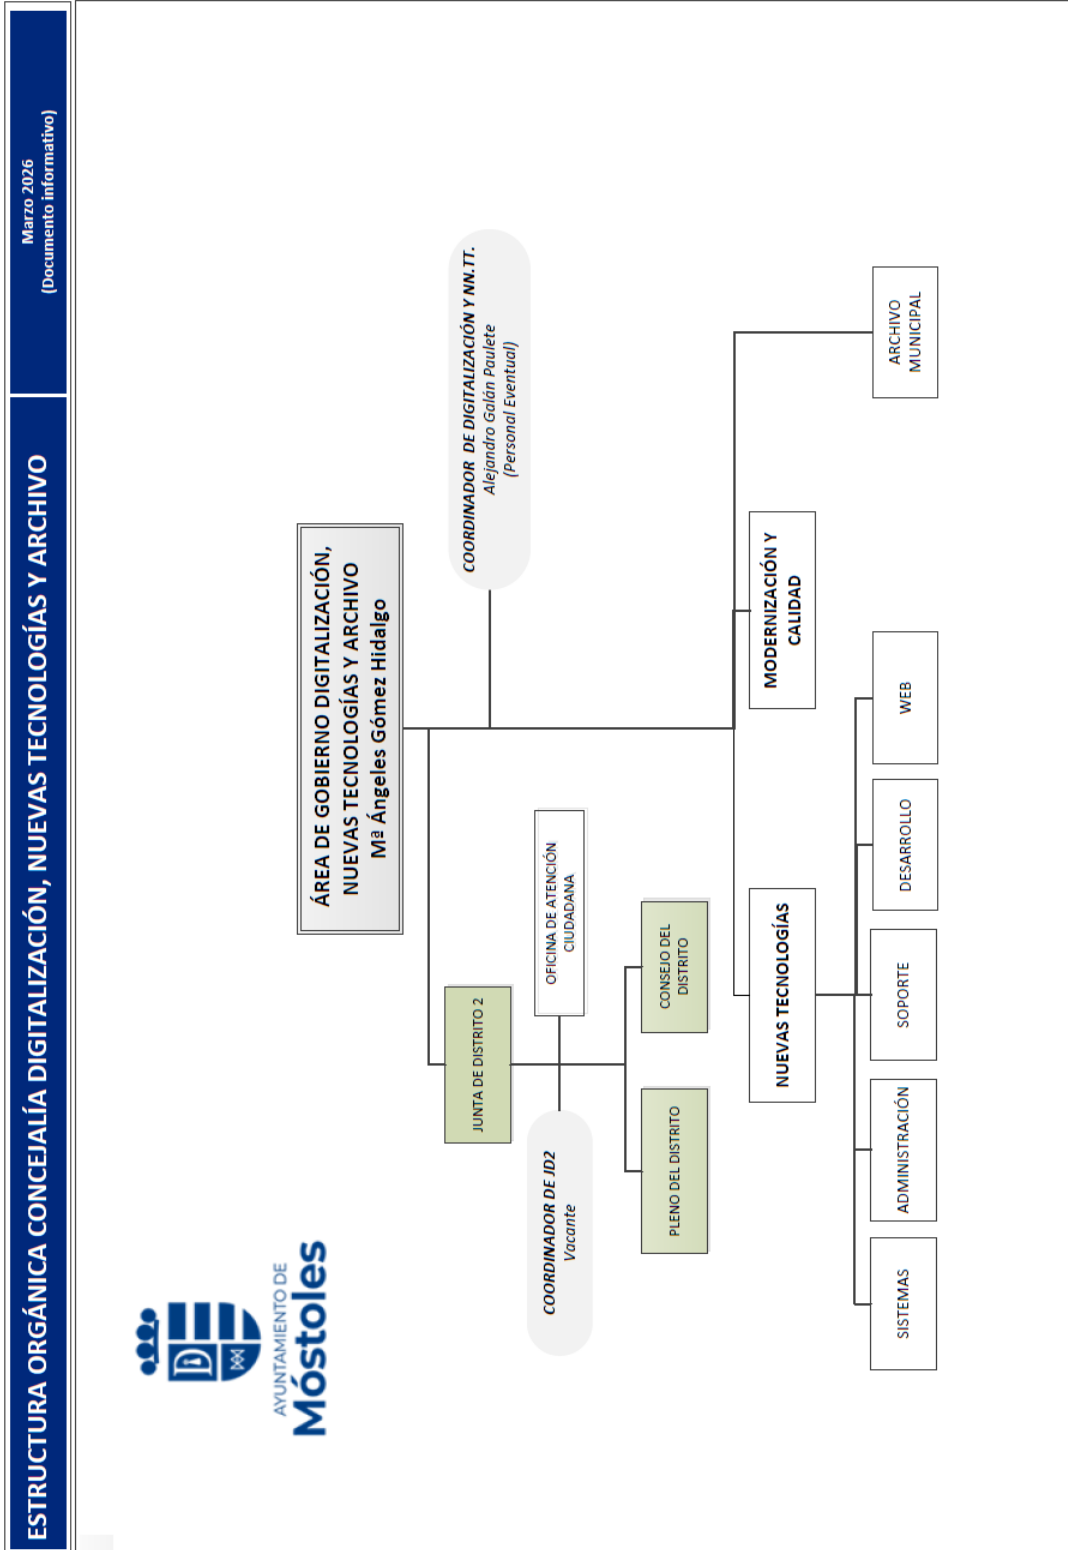 ESTRUCTURA ORGÁNICA CONCEJALÍA DIGITALIZACIÓN, NUEVAS TECNOLOGÍAS Y ARCHIVO
Marzo 2026
(Documento informativo)
AYUNTAMIENTO DE
Móstoles
ÁREA DE GOBIERNO DIGITALIZACIÓN,
NUEVAS TECNOLOGÍAS Y ARCHIVO
Mª Ángeles Gómez Hidalgo
COORDINADOR DE DIGITALIZACIÓN Y NN.TT.
Alejandro Galán Paulete
(Personal Eventual)
JUNTA DE DISTRITO 2
COORDINADOR DE JD2
Vacante
OFICINA DE ATENCIÓN
CIUDADANA
PLENO DEL DISTRITO
CONSEJO DEL
DISTRITO
NUEVAS TECNOLOGÍAS
MODERNIZACIÓN Y
CALIDAD
SISTEMAS
ADMINISTRACIÓN
SOPORTE
DESARROLLO
WEB
ARCHIVO
MUNICIPAL